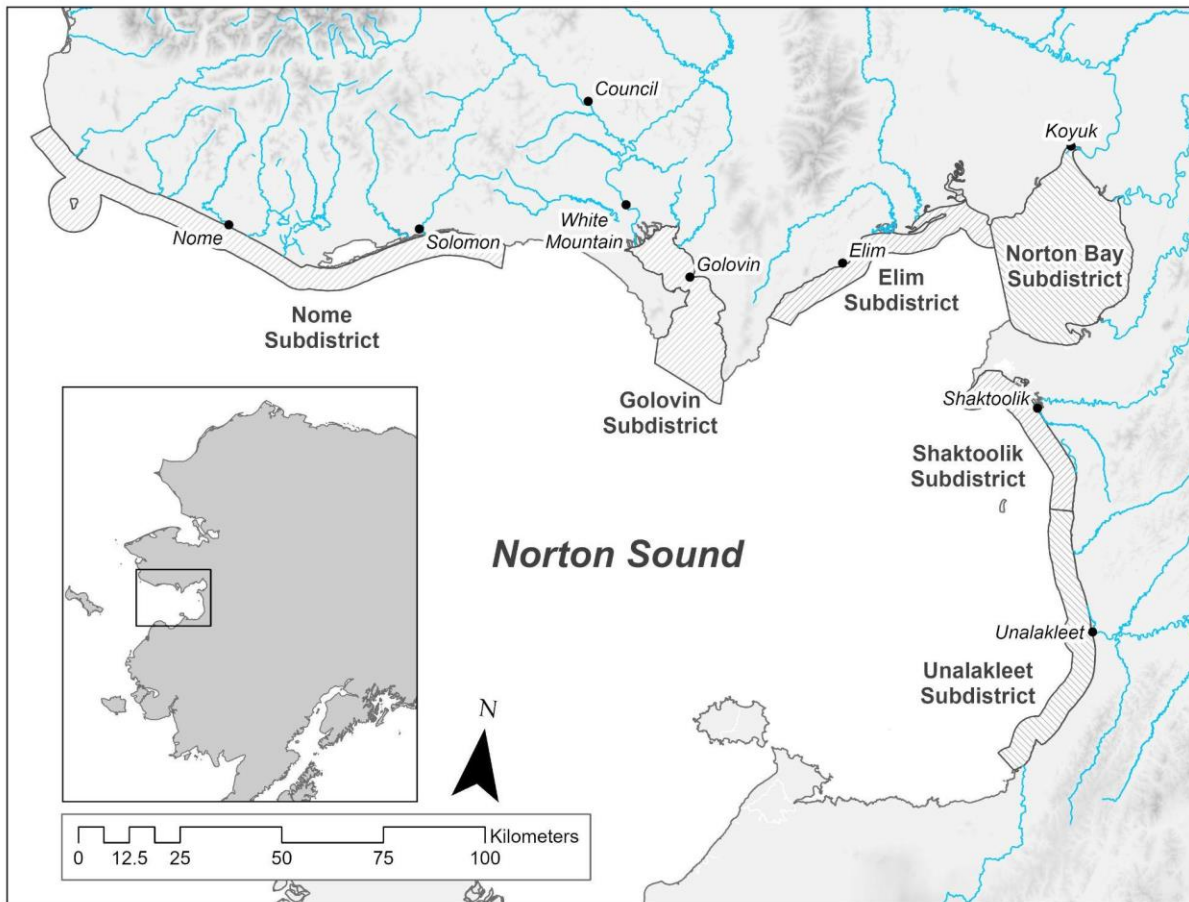 Council
Koyuk
White
Mountain
Nome
Solomon
Golovin
Elim
Norton Bay
Subdistrict
Elim
Subdistrict
Nome
Subdistrict
Golovin
Subdistrict
Shaktoolik
Shaktoolik
Subdistrict
Norton Sound
Unalakleet
Unalakleet
Subdistrict
N
Kilometers
0 12.5 25 50 75 100